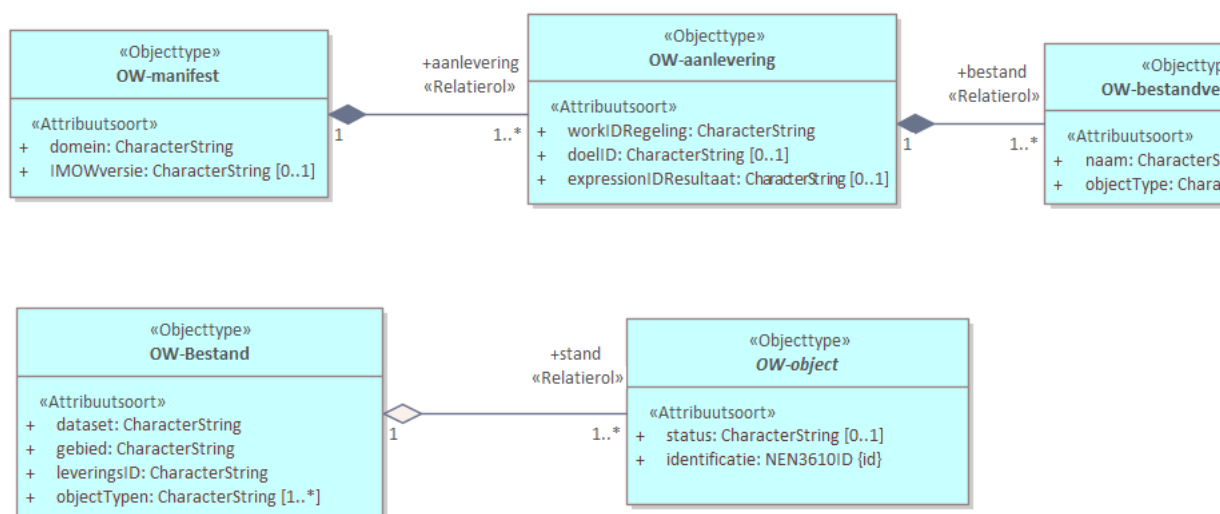 «Objecttype»
OW-manifest
«Attribuutsoort»
+ domein: CharacterString
+ IMOWversie: CharacterString [0..1]
+aanlevering
«Relatierol»
1
1..*
«Objecttype»
OW-aanlevering
«Attribuutsoort»
+ workIDRegeling: CharacterString
+ doelID: CharacterString [0..1]
+ expressionIDResultaat: CharacterString [0..1]
+bestand
«Relatierol»
1
1..*
«Objecttyp
OW-bestandve
«Attribuutsoort»
+ naam: CharacterS
+ objectType: Chara
«Objecttype»
OW-Bestand
«Attribuutsoort»
+ dataset: CharacterString
+ gebied: CharacterString
+ leveringsID: CharacterString
+ objectTypen: CharacterString [1..*]
+stand
«Relatierol»
1
1..*
«Objecttype»
OW-object
«Attribuutsoort»
+ status: CharacterString [0..1]
+ identificatie: NEN3610ID {id}